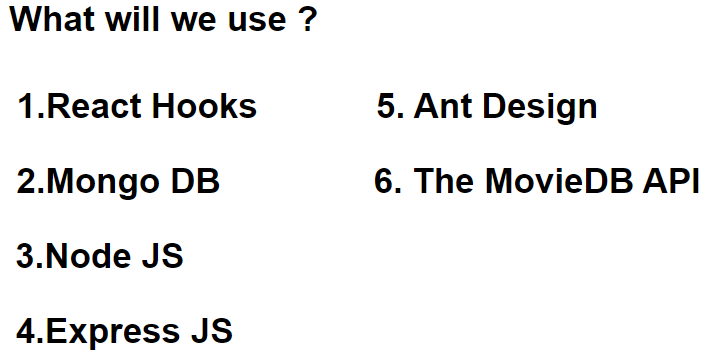 What will we use ?
1.React Hooks
2.Mongo DB
3.Node JS
4.Express JS
5. Ant Design
6. The MovieDB API